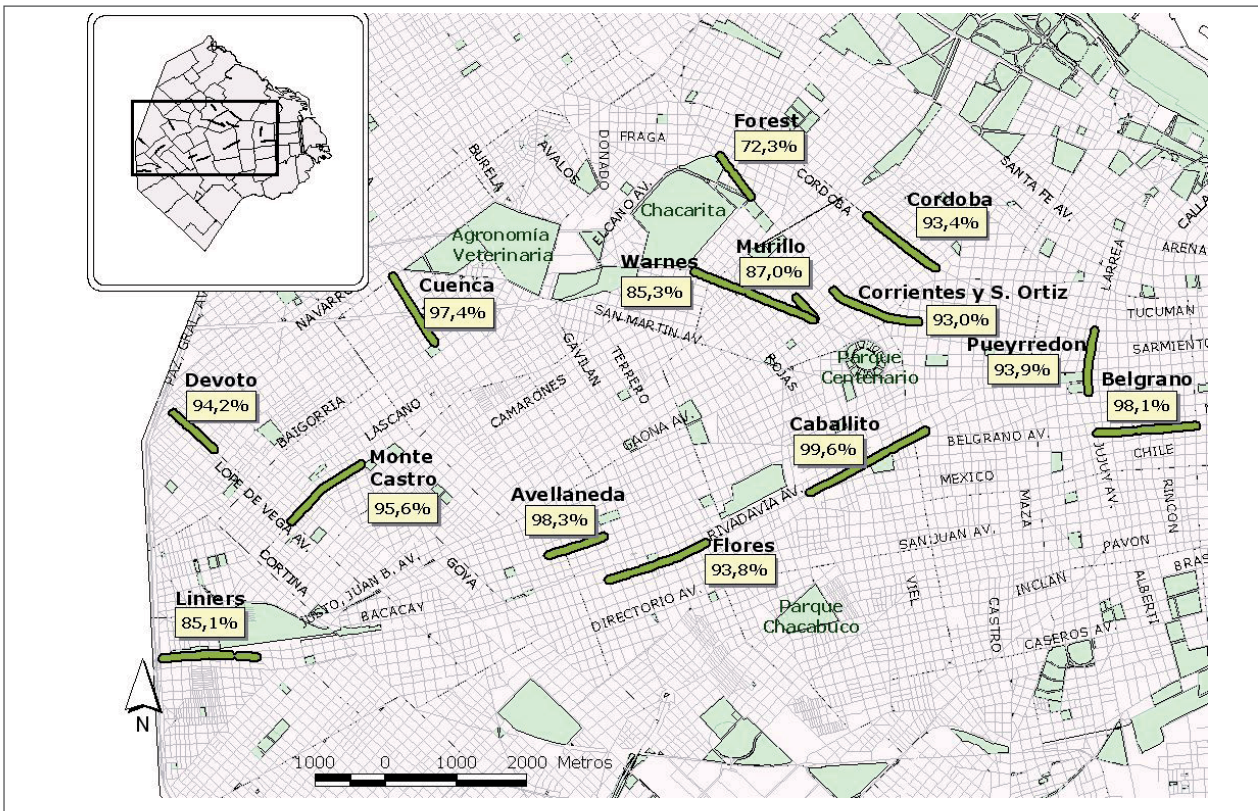 Forest
72,3%
FRAGA
DONADO
AVALOS
BURELA
ELCANO AV.
Chacarita
CORDOBA
SANTA FE AV.
Cordoba
93,4%
LARREA
ARENA
Agronomía
Veterinaria
Murillo
87,0%
Warnes
85,3%
Cuenca
97,4%
NAVARRO
PAZ, GRAL., AV.
SAN MARTIN AV.
Corrientes y S. Ortiz
93,0%
TUCUMAN
Pueyrredon
93,9%
SARMIENTO
GAVILAN
TERRERO
ROJAS
Parque
Centenario
Belgrano
98,1%
Devoto
94,2%
BAIGORRIA
LASCANO
CAMARONES
GAONA AV.
Caballito
99,6%
BELGRANO AV.
CHILE
MEXICO
JUJUY AV.
RINCON
LOPE DE VEGA AV.
Monte
Castro
95,6%
Avellaneda
98,3%
RIVADAVIA AV.
MAZA
SAN JUAN AV.
PAVON
Flores
93,8%
CORTINA
GOYA
JUSTO, JUAN B. AV.
BACACAY
Liniers
85,1%
DIRECTORIO AV.
Parque
Chacabuco
VIEL
CASTRO
INCLAN
ALBERTI
BRAS
CASEROS AV.
N
1000 0 1000 2000 Metros